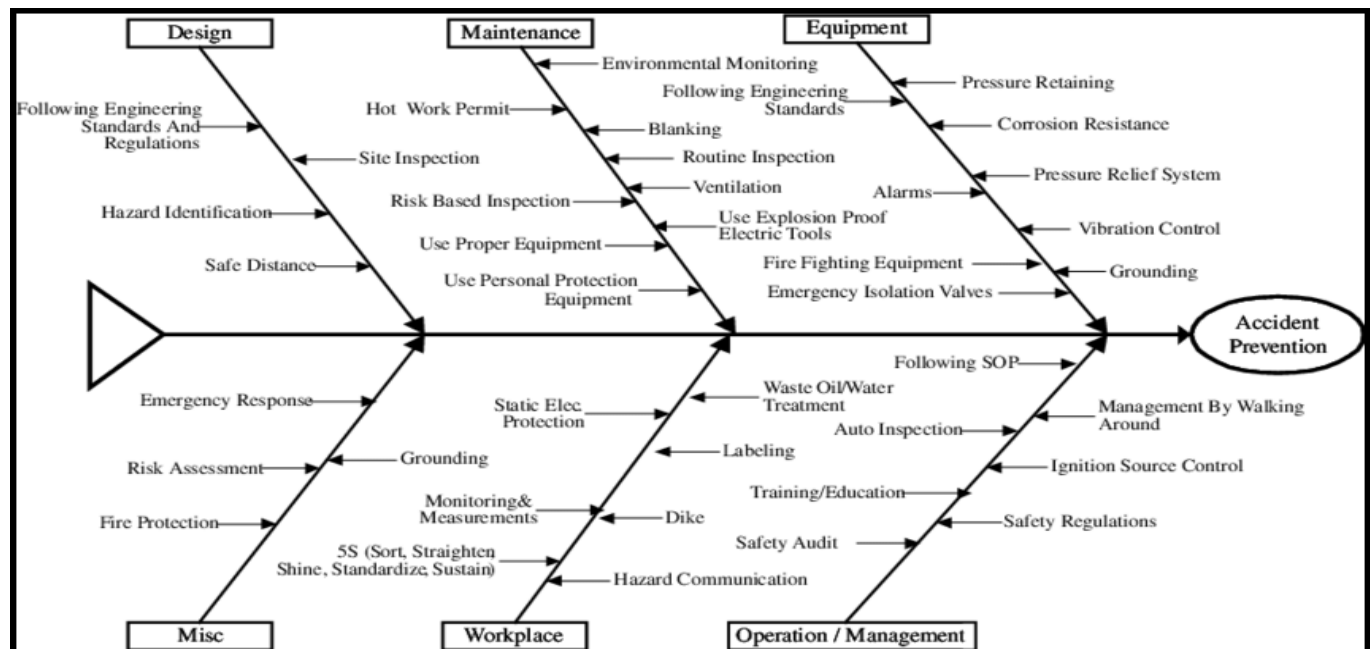 Design
Maintenance
Equipment
Following Engineering
Standards And
Regulations
Site Inspection
Hazard Identification
Safe Distance
Environmental Monitoring
Hot Work Permit
Blanking
Routine Inspection
Ventilation
Risk Based Inspection
Use Explosion Proof
Electric Tools
Use Proper Equipment
Use Personal Protection
Equipment
Pressure Retaining
Following Engineering
Standards
Corrosion Resistance
Pressure Relief System
Alarms
Vibration Control
Fire Fighting Equipment
Grounding
Emergency Isolation Valves
Accident
Prevention
Emergency Response
Grounding
Risk Assessment
Fire Protection
Waste Oil/Water
Treatment
Static Elec.
Protection
Labeling
Monitoring&
Measurements
Dike
5S (Sort, Straighten,
Shine, Standardize, Sustain)
Hazard Communication
Following SOP
Management By Walking
Around
Auto Inspection
Ignition Source Control
Training/Education
Safety Regulations
Safety Audit
Misc
Workplace
Operation / Management